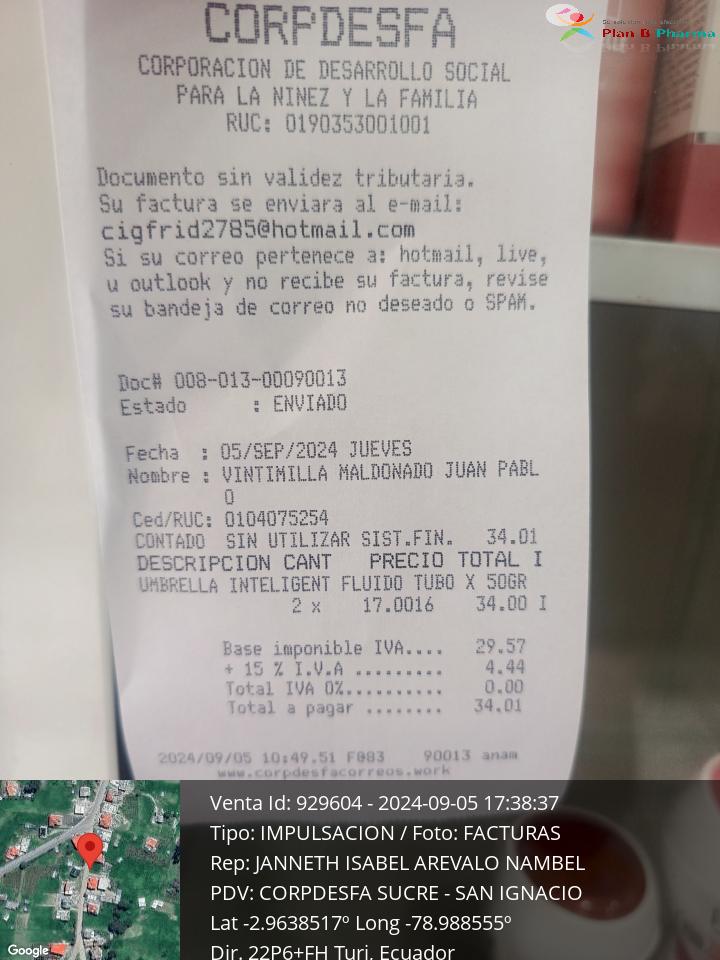 CORPDESFA
CORPORACION DE DESARROLLO SOCIAL
PARA LA NINEZ Y LA FAMILIA
RUC: 0190353001001
Documento sin validez tributaria.
Su factura se enviara al e-mail:
cigfrid2785@hotmail.com
Si su correo pertenece a: hotmail, live,
u outlook y no recibe su factura, revise
su bandeja de correo no deseado o SPAM.
Doc# 008-013-00090013
Estado : ENVIADO
Fecha : 05/SEP/2024 JUEVES
Nombre : VINTIMILLA MALDONADO JUAN PABL
O
Ced/RUC: 0104075254
CONTADO SIN UTILIZAR SIST.FIN. 34.01
DESCRIPCION CANT PRECIO TOTAL I
UMBRELLA INTELIGENT FLUIDO TUBO X 50GR
2 x 17.0016 34.00 I
Base imponible IVA.... 29.57
+ 15 % I.V.A ......... 4.44
Total IVA 0%.......... 0.00
Total a pagar ........ 34.01
2024/09/05 10:49.51 F083 90013 anam
www.corpdesfacorreos.work
Plan B Pharma
Venta Id: 929604 - 2024-09-05 17:38:37
Tipo: IMPULSACION / Foto: FACTURAS
Rep: JANNETH ISABEL AREVALO NAMBEL
PDV: CORPDESFA SUCRE - SAN IGNACIO
Lat -2.9638517º Long -78.988555º
Dir. 22P6+FH Turi, Ecuador
Google